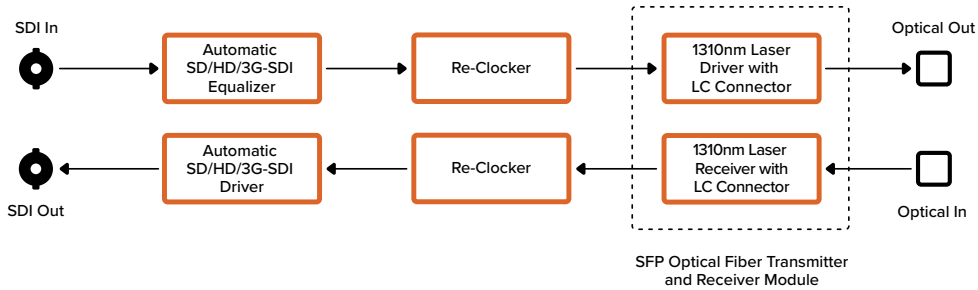 SDI In
Optical Out
Automatic
SD/HD/3G-SDI
Equalizer
Re-Clocker
1310nm Laser
Driver with
LC Connector
Automatic
SD/HD/3G-SDI
Driver
Re-Clocker
1310nm Laser
Receiver with
LC Connector
SDI Out
Optical In
SFP Optical Fiber Transmitter
and Receiver Module